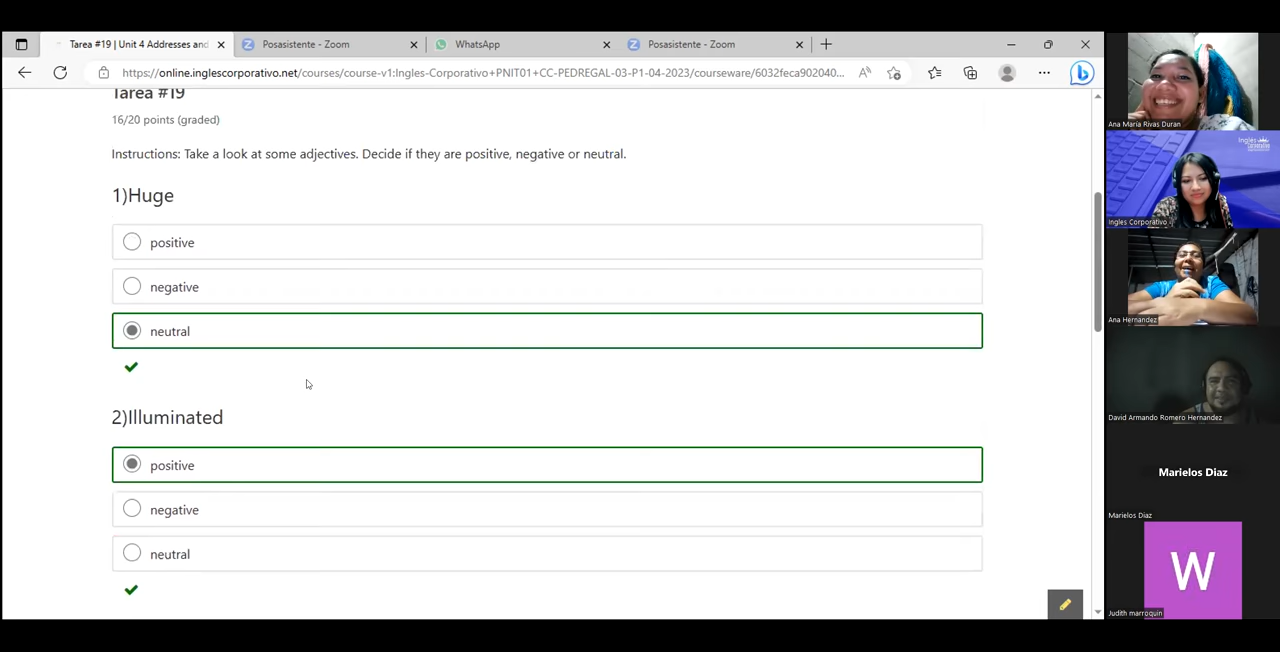 Tarea #19 | Unit 4 Addresses and
Posasistente - Zoom
WhatsApp
Posasistente - Zoom
https://online.inglescorporativo.net/courses/course-v1:Ingles-Corporativo+PNIT01+CC-PEDREGAL-03-P1-04-2023/courseware/6032feca902040...
Tarea #19
16/20 points (graded)
Instructions: Take a look at some adjectives. Decide if they are positive, negative or neutral.
1)Huge
positive
negative
neutral
2)Illuminated
positive
negative
neutral
Ana Maria Rivas Duran
Ingles Corporativo
Ana Hernandez
David Armando Romero Hernandez
Marielos Diaz
Marielos Diaz
W
Judith marroquin